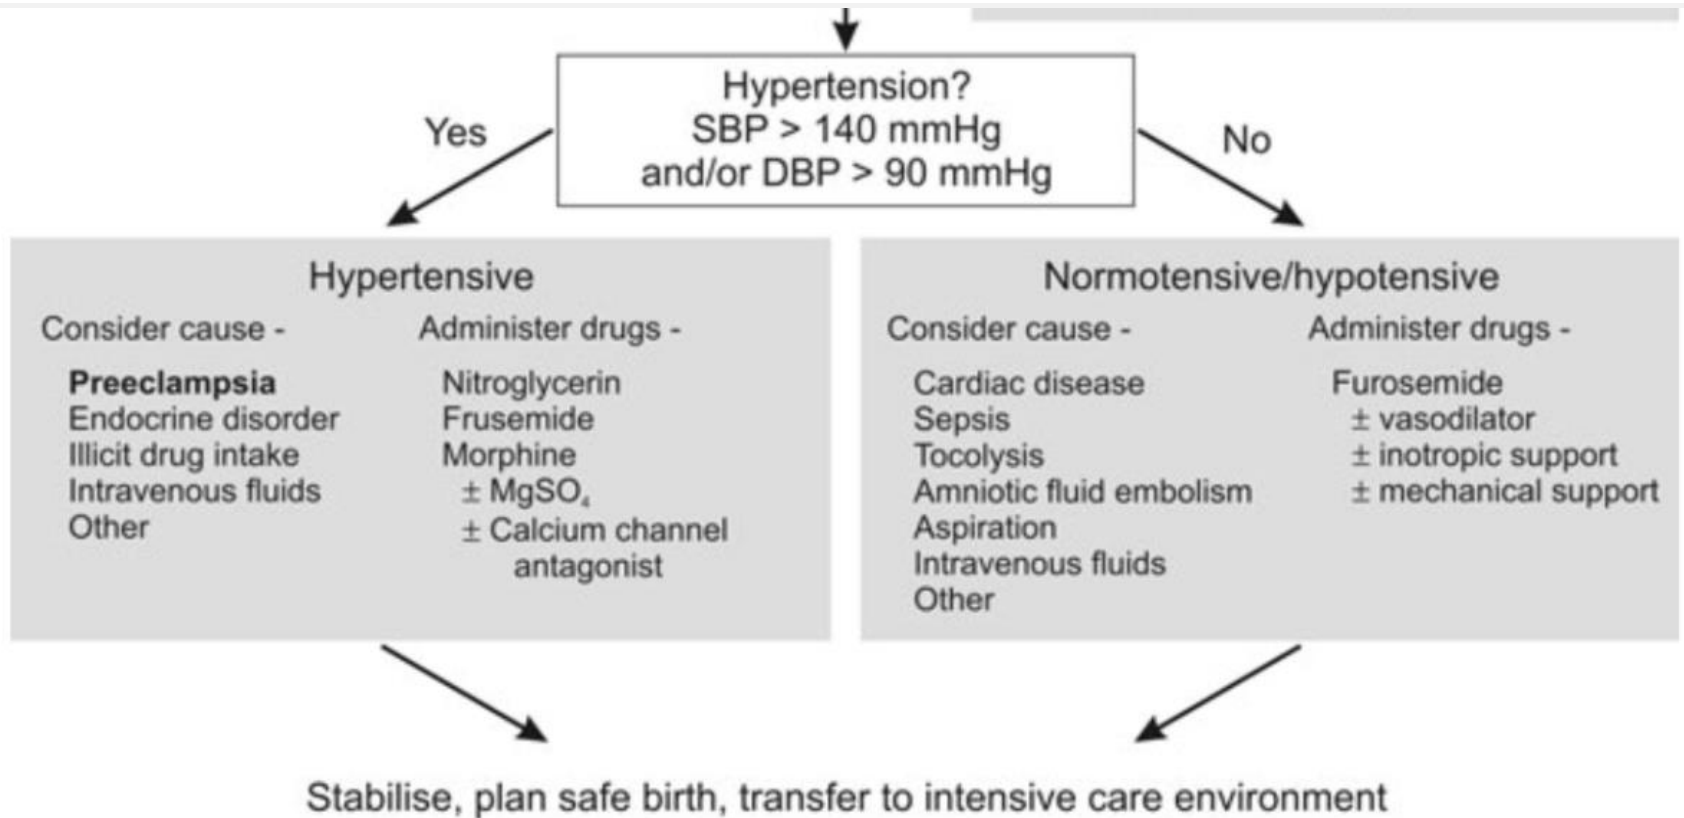 Hypertension?
SBP > 140 mmHg
and/or DBP > 90 mmHg
Yes
No
Hypertensive
Consider cause -
Preeclampsia
Endocrine disorder
Illicit drug intake
Intravenous fluids
Other
Administer drugs -
Nitroglycerin
Frusemide
Morphine
± MgSO₄
± Calcium channel
antagonist
Normotensive/hypotensive
Consider cause -
Cardiac disease
Sepsis
Tocolysis
Amniotic fluid embolism
Aspiration
Intravenous fluids
Other
Administer drugs -
Furosemide
± vasodilator
± inotropic support
± mechanical support
Stabilise, plan safe birth, transfer to intensive care environment